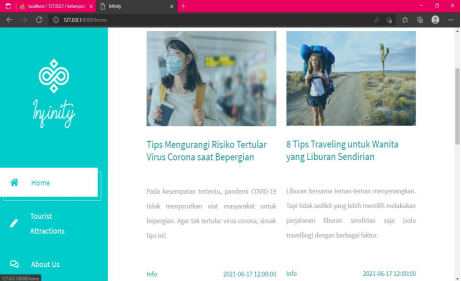 localhost / 127.0.0.1 /
Infinity
127.0.0.1:8000/home
Infinity
Home
Tourist
Attractions
About Us
Tips Mengurangi Risiko Tertular
Virus Corona saat Bepergian
Pada kesempatan tertentu, pandemi COVID-19
tidak menyurutkan niat masyarakat untuk
bepergian. Agar tak tertular virus corona, simak
tips ini!
Info 2021-06-17 12:00:00
8 Tips Traveling untuk Wanita
yang Liburan Sendirian
Liburan bersama teman-teman menyenangkan.
Tapi tidak sedikit yang lebih memilih melakukan
perjalanan liburan sendirian saja (solo
travelling) dengan berbagai faktor.
Info 2021-06-17 12:00:00
127.0.0.1:8000/home